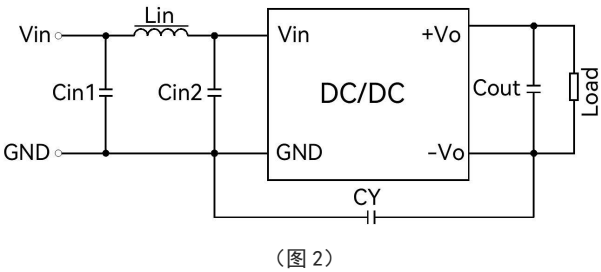 Lin
Vin
Vin
+Vo
Cin1
Cin2
DC/DC
Cout
Load
GND
GND
-Vo
CY
（图 2）